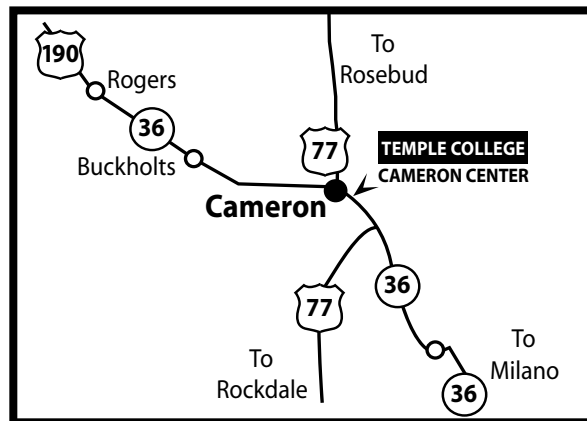 190
Rogers
36
Buckholts
To
Rosebud
77
TEMPLE COLLEGE
CAMERON CENTER
Cameron
36
77
To
Rockdale
To
Milano
36